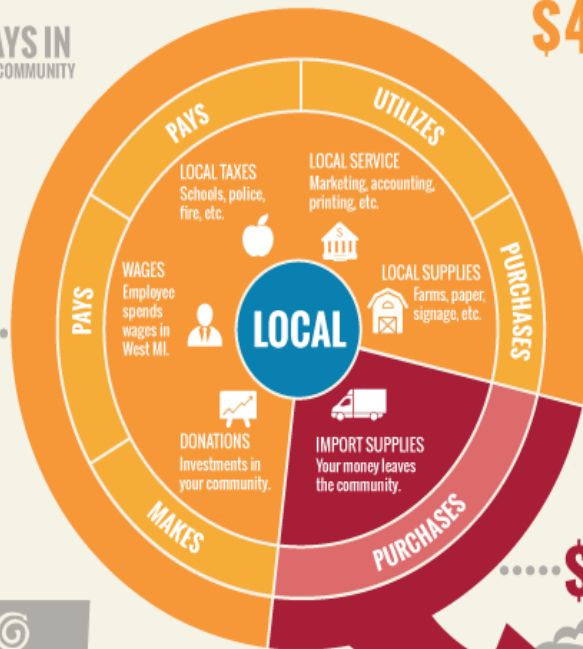 AYS IN
COMMUNITY
$4
PAYS
UTILIZES
LOCAL TAXES
Schools, police,
fire, etc.
LOCAL SERVICE
Marketing, accounting,
printing, etc.
$
WAGES
Employee
spends
wages in
West MI.
LOCAL SUPPLIES
Farms, paper,
signage, etc.
PAYS
PURCHASES
LOCAL
DONATIONS
Investments in
your community.
IMPORT SUPPLIES
Your money leaves
the community.
MAKES
PURCHASES
$